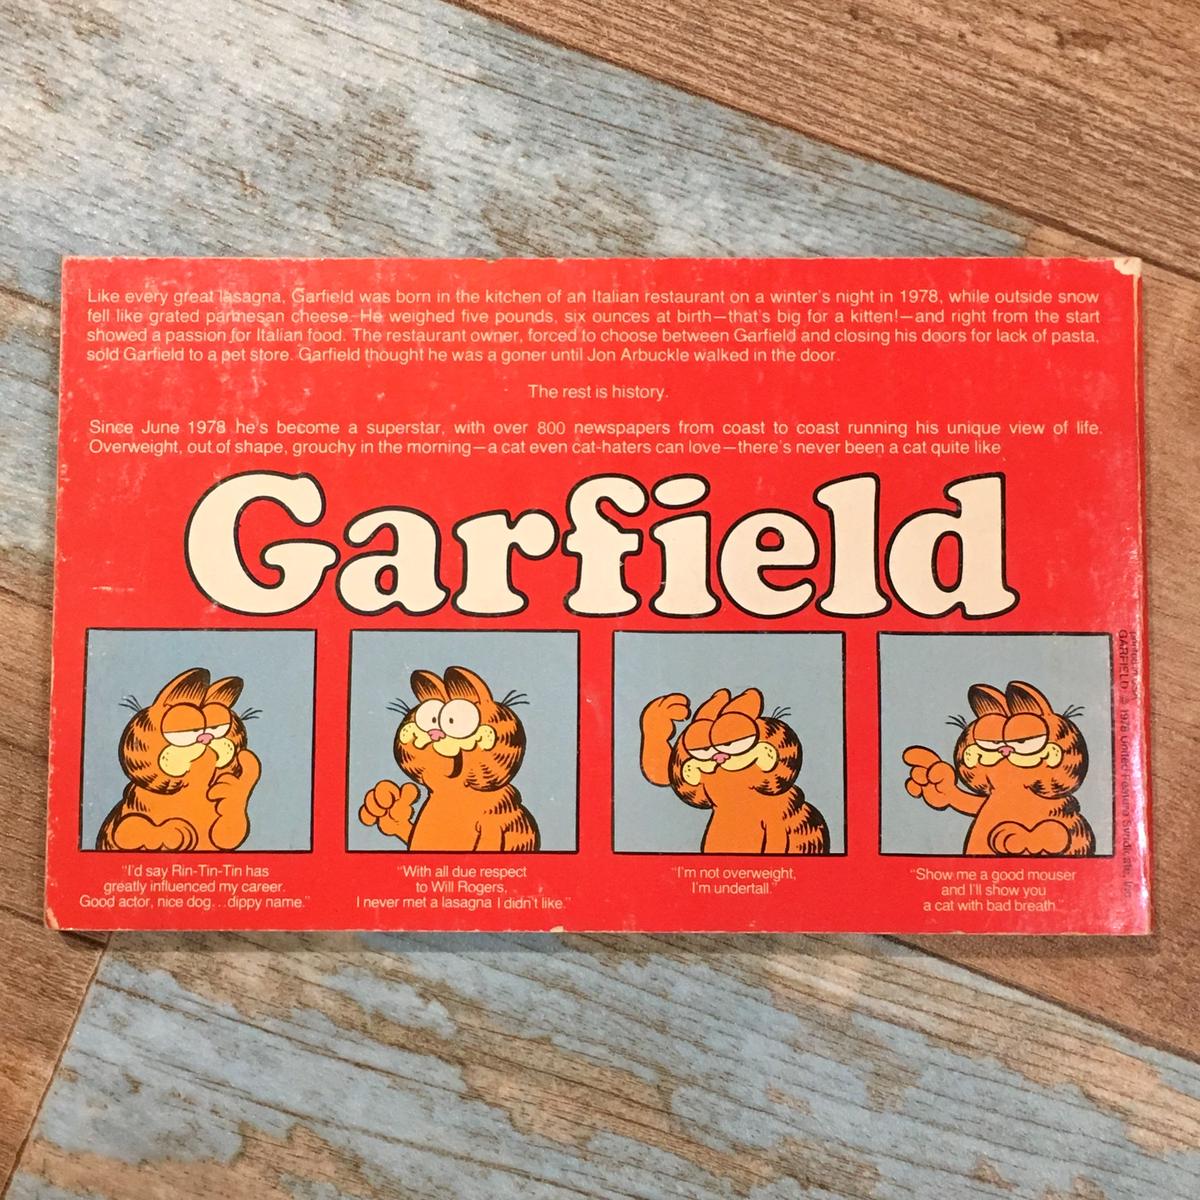 Like every great lasagna, Garfield was born in the kitchen of an Italian restaurant on a winter's night in 1978, while outside snow
fell like grated parmesan cheese. He weighed five pounds, six ounces at birth—that's big for a kitten!—and right from the start
showed a passion for Italian food. The restaurant owner, forced to choose between Garfield and closing his doors for lack of pasta,
sold Garfield to a pet store. Garfield thought he was a goner until Jon Arbuckle walked in the door.
The rest is history.
Since June 1978 he's become a superstar, with over 800 newspapers from coast to coast running his unique view of life.
Overweight, out of shape, grouchy in the morning—a cat even cat-haters can love—there's never been a cat quite like
Garfield
"I'd say Rin-Tin-Tin has
greatly influenced my career.
Good actor, nice dog...dippy name."
"With all due respect
to Will Rogers,
I never met a lasagna I didn't like."
"I'm not overweight,
I'm undertall."
"Show me a good mouser
and I'll show you
a cat with bad breath."
printed in
GARFIELD: © 1978 United Feature Syndicate, Inc.